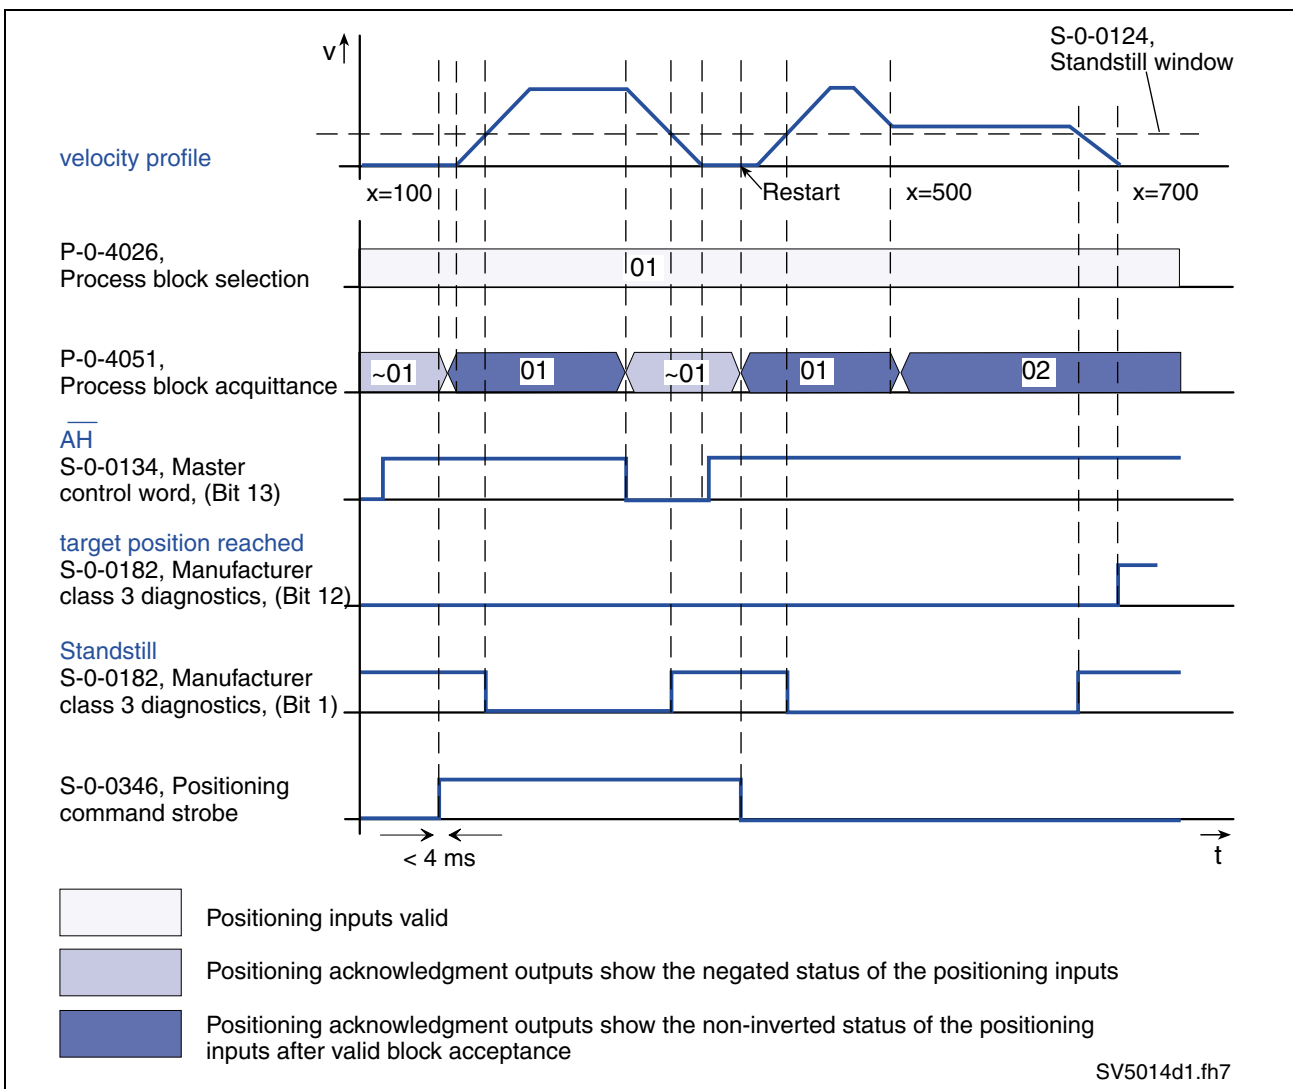 v
S-0-0124,
Standstill window
velocity profile
x=100
Restart
x=500
x=700
P-0-4026,
Process block selection
01
P-0-4051,
Process block acquittance
~01
01
~01
01
02
AH
S-0-0134, Master
control word, (Bit 13)
target position reached
S-0-0182, Manufacturer
class 3 diagnostics, (Bit 12)
Standstill
S-0-0182, Manufacturer
class 3 diagnostics, (Bit 1)
S-0-0346, Positioning
command strobe
< 4 ms
t
Positioning inputs valid
Positioning acknowledgment outputs show the negated status of the positioning inputs
Positioning acknowledgment outputs show the non-inverted status of the positioning
inputs after valid block acceptance
SV5014d1.fh7